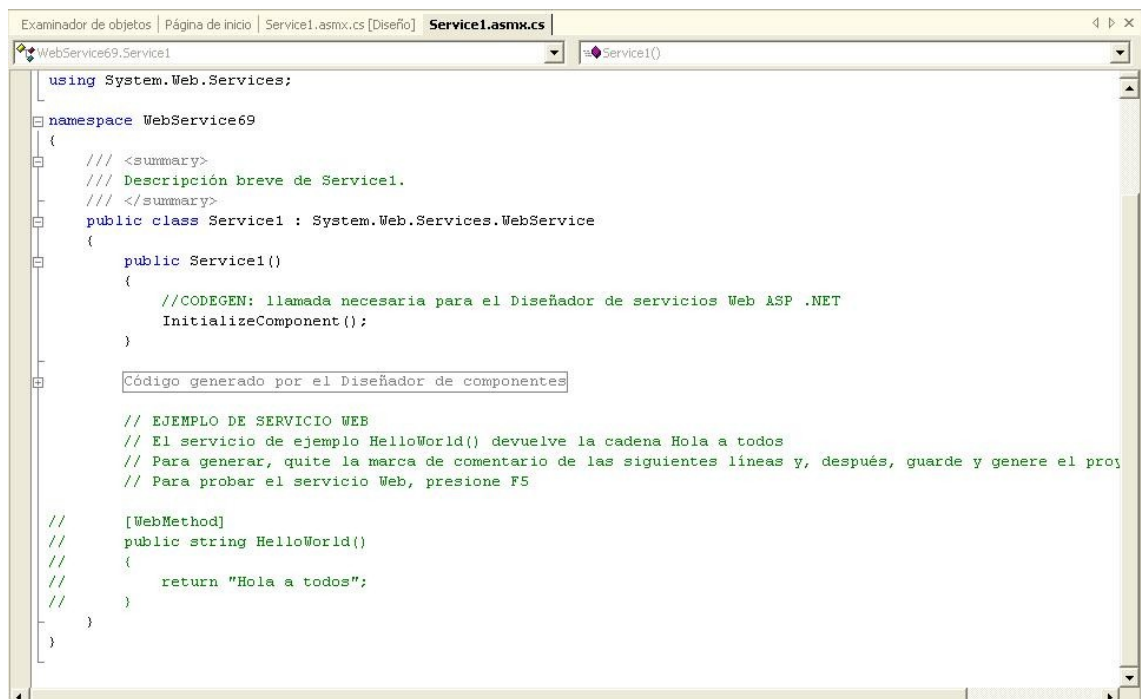 Examinador de objetos | Página de inicio | Service1.asmx.cs [Diseño] Service1.asmx.cs
WebService69.Service1 Service1()
using System.Web.Services;
namespace WebService69
{
/// <summary>
/// Descripción breve de Service1.
/// </summary>
public class Service1 : System.Web.Services.WebService
{
public Service1()
{
//CODEGEN: llamada necesaria para el Diseñador de servicios Web ASP .NET
InitializeComponent();
}
Código generado por el Diseñador de componentes
// EJEMPLO DE SERVICIO WEB
// El servicio de ejemplo HelloWorld() devuelve la cadena Hola a todos
// Para generar, quite la marca de comentario de las siguientes líneas y, después, guarde y genere el proy
// Para probar el servicio Web, presione F5
// [WebMethod]
// public string HelloWorld()
// {
// return "Hola a todos";
// }
}
}